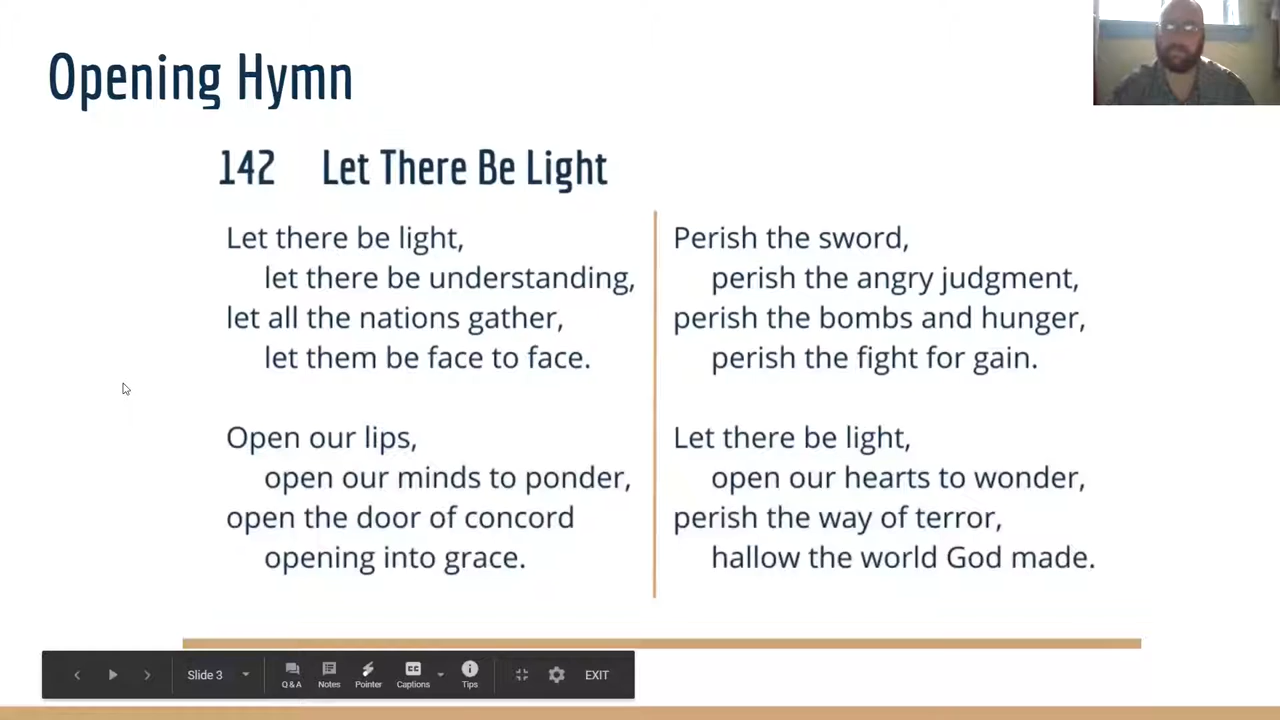 Opening Hymn
142 Let There Be Light
Let there be light,
let there be understanding,
let all the nations gather,
let them be face to face.
Open our lips,
open our minds to ponder,
open the door of concord
opening into grace.
Perish the sword,
perish the angry judgment,
perish the bombs and hunger,
perish the fight for gain.
Let there be light,
open our hearts to wonder,
perish the way of terror,
hallow the world God made.
Slide 3
Q & A
Notes
Pointer
CC
Captions
Tips
EXIT